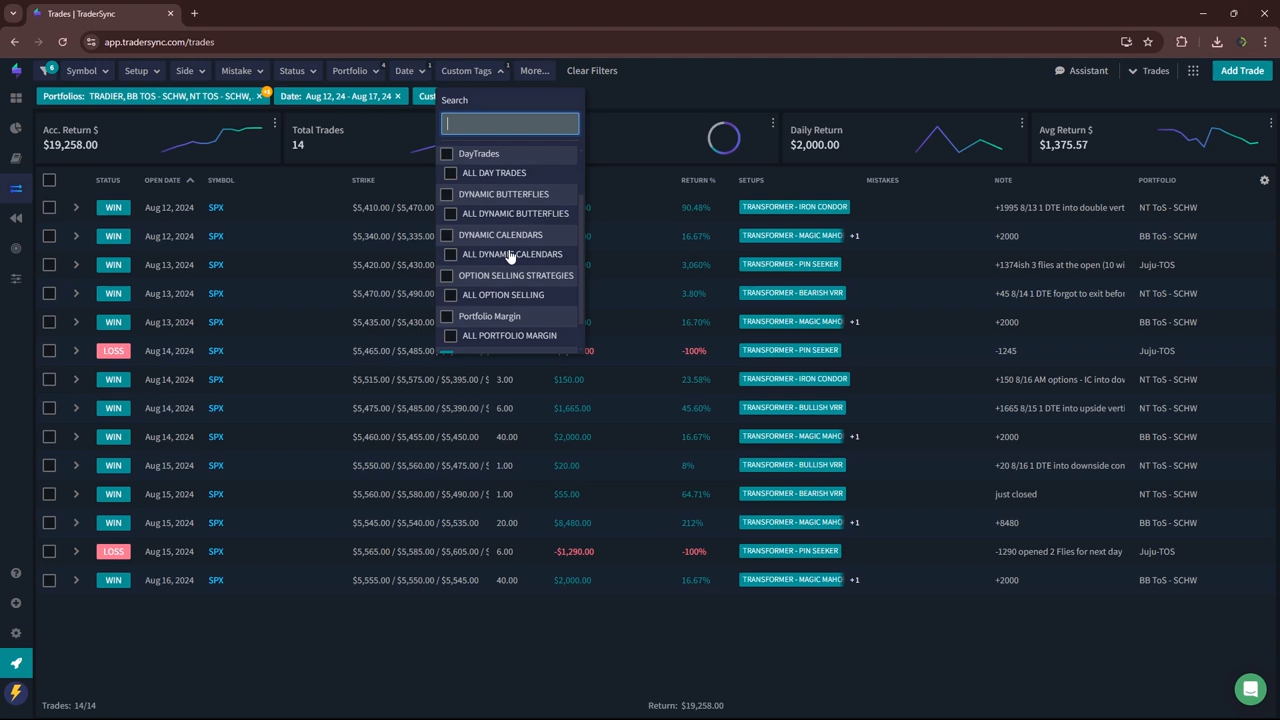 Trades | TraderSync
app.tradersync.com/trades
6
Symbol Setup Side Mistake Status Portfolio 4 Date 1 Custom Tags 1 More... Clear Filters Assistant Trades Add Trade
Portfolios: TRADIER, BB TOS - SCHW, NT TOS - SCHW, × +1 Date: Aug 12, 24 - Aug 17, 24 × Cust
Search
Acc. Return $
$19,258.00
Total Trades
14
Daily Return
$2,000.00
Avg Return $
$1,375.57
DayTrades
ALL DAY TRADES
DYNAMIC BUTTERFLIES
ALL DYNAMIC BUTTERFLIES
DYNAMIC CALENDARS
ALL DYNAMIC CALENDARS
OPTION SELLING STRATEGIES
ALL OPTION SELLING
Portfolio Margin
ALL PORTFOLIO MARGIN
STATUS OPEN DATE SYMBOL STRIKE RETURN % SETUPS MISTAKES NOTE PORTFOLIO
WIN Aug 12, 2024 SPX $5,410.00 / $5,470.00 90.48% TRANSFORMER - IRON CONDOR +1995 8/13 1 DTE into double vert NT ToS - SCHW
WIN Aug 12, 2024 SPX $5,340.00 / $5,335.00 16.67% TRANSFORMER - MAGIC MAHO +1 +2000 BB ToS - SCHW
WIN Aug 13, 2024 SPX $5,420.00 / $5,430.00 3,060% TRANSFORMER - PIN SEEKER +1374ish 3 flies at the open (10 wi Juju-TOS
WIN Aug 13, 2024 SPX $5,470.00 / $5,490.00 3.80% TRANSFORMER - BEARISH VRR +45 8/14 1 DTE forgot to exit befor NT ToS - SCHW
WIN Aug 13, 2024 SPX $5,435.00 / $5,430.00 16.70% TRANSFORMER - MAGIC MAHO +1 +2000 BB ToS - SCHW
LOSS Aug 14, 2024 SPX $5,465.00 / $5,485.00 -100% TRANSFORMER - PIN SEEKER -1245 Juju-TOS
WIN Aug 14, 2024 SPX $5,515.00 / $5,575.00 / $5,395.00 / $ 3.00 $150.00 23.58% TRANSFORMER - IRON CONDOR +150 8/16 AM options - IC into dov NT ToS - SCHW
WIN Aug 14, 2024 SPX $5,475.00 / $5,485.00 / $5,390.00 / $ 6.00 $1,665.00 45.60% TRANSFORMER - BULLISH VRR +1665 8/15 1 DTE into upside verti NT ToS - SCHW
WIN Aug 14, 2024 SPX $5,460.00 / $5,455.00 / $5,450.00 40.00 $2,000.00 16.67% TRANSFORMER - MAGIC MAHO +1 +2000 BB ToS - SCHW
WIN Aug 15, 2024 SPX $5,550.00 / $5,560.00 / $5,475.00 / $ 1.00 $20.00 8% TRANSFORMER - BULLISH VRR +20 8/16 1 DTE into downside con NT ToS - SCHW
WIN Aug 15, 2024 SPX $5,560.00 / $5,580.00 / $5,490.00 / $ 1.00 $55.00 64.71% TRANSFORMER - BEARISH VRR just closed NT ToS - SCHW
WIN Aug 15, 2024 SPX $5,545.00 / $5,540.00 / $5,535.00 20.00 $8,480.00 212% TRANSFORMER - MAGIC MAHO +1 +8480 BB ToS - SCHW
LOSS Aug 15, 2024 SPX $5,565.00 / $5,585.00 / $5,605.00 / $ 6.00 -$1,290.00 -100% TRANSFORMER - PIN SEEKER -1290 opened 2 Flies for next day Juju-TOS
WIN Aug 16, 2024 SPX $5,555.00 / $5,550.00 / $5,545.00 40.00 $2,000.00 16.67% TRANSFORMER - MAGIC MAHO +1 +2000 BB ToS - SCHW
Trades: 14/14 Return: $19,258.00